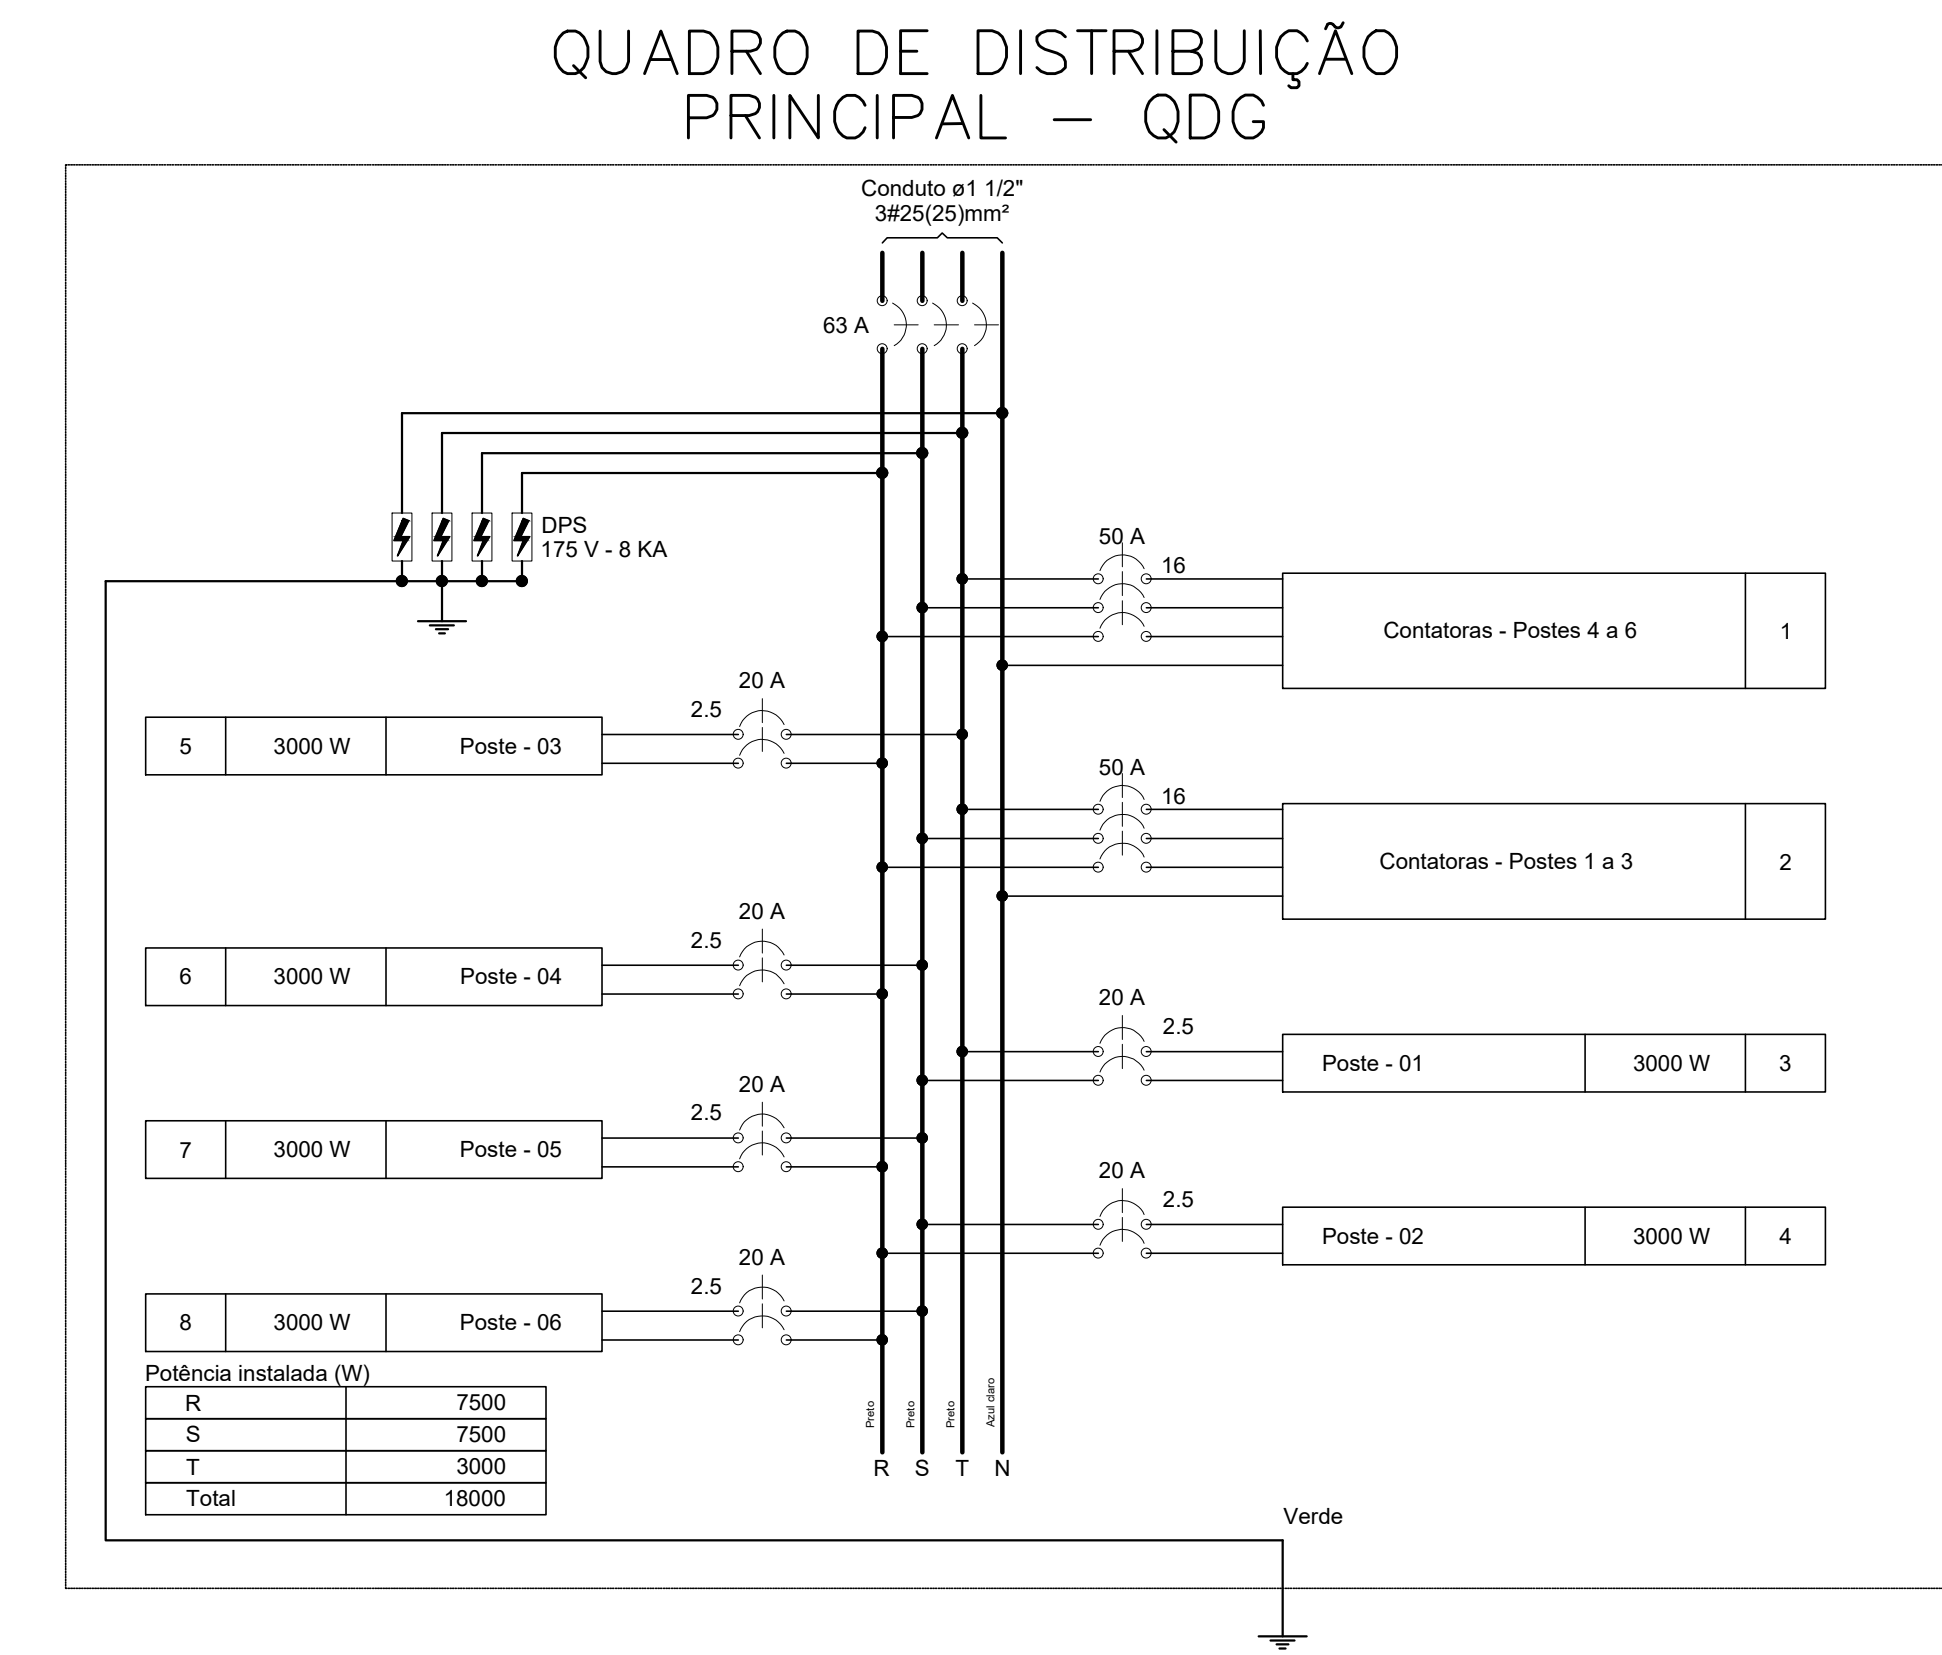 QUADRO DE DISTRIBUIÇÃO
PRINCIPAL - QDG
Conduto ø1 1/2"
3#25(25)mm²
63 A
DPS
175 V - 8 KA
50 A
16
Contatoras - Postes 4 a 6 1
20 A
2.5
5 3000 W Poste - 03
50 A
16
Contatoras - Postes 1 a 3 2
20 A
2.5
6 3000 W Poste - 04
20 A
2.5
Poste - 01 3000 W 3
20 A
2.5
7 3000 W Poste - 05
20 A
2.5
Poste - 02 3000 W 4
20 A
2.5
8 3000 W Poste - 06
Potência instalada (W)
R 7500
S 7500
T 3000
Total 18000
Preto
Preto
Preto
Azul claro
R S T N
Verde